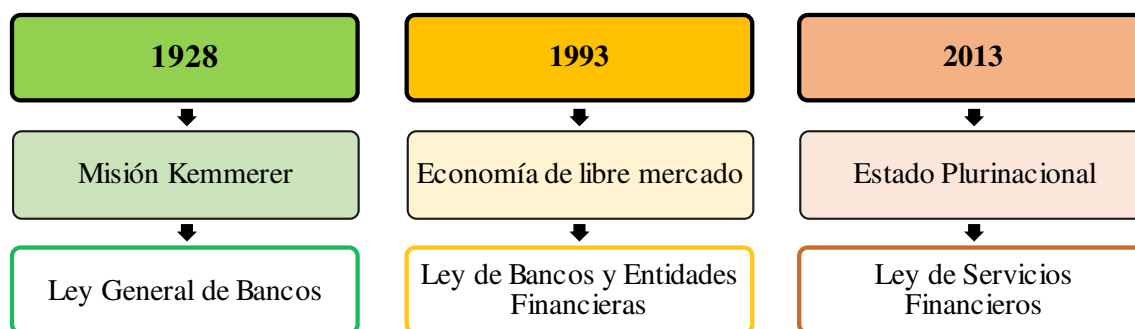 1928
Misión Kemmerer
Ley General de Bancos
1993
Economía de libre mercado
Ley de Bancos y Entidades
Financieras
2013
Estado Plurinacional
Ley de Servicios
Financieros